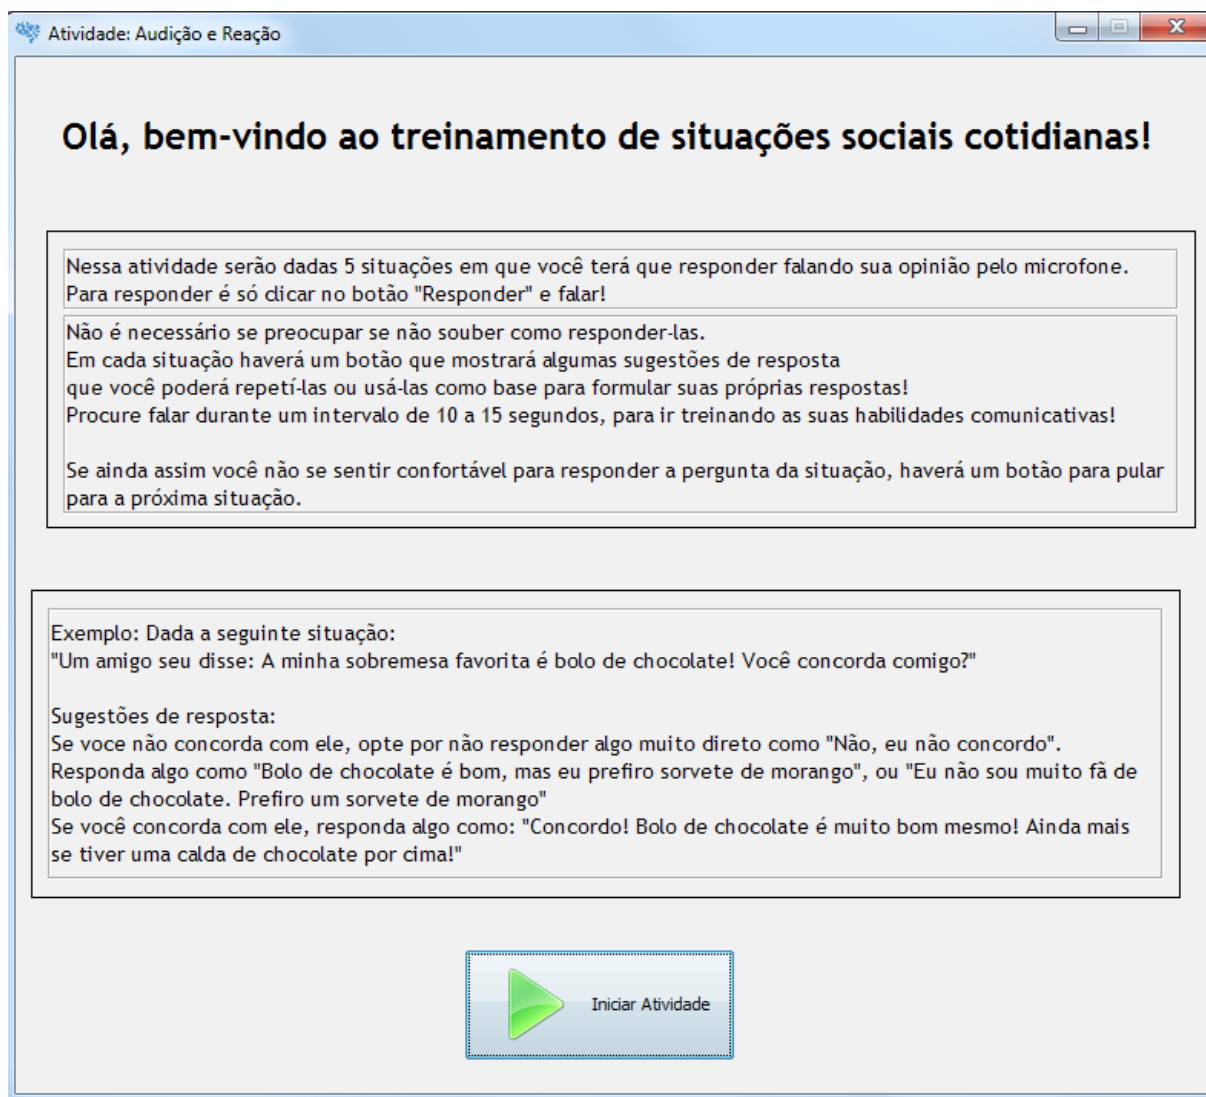 Atividade: Audição e Reação
Olá, bem-vindo ao treinamento de situações sociais cotidianas!
Nessa atividade serão dadas 5 situações em que você terá que responder falando sua opinião pelo microfone.
Para responder é só clicar no botão "Responder" e falar!
Não é necessário se preocupar se não souber como responder-las.
Em cada situação haverá um botão que mostrará algumas sugestões de resposta
que você poderá repetí-las ou usá-las como base para formular suas próprias respostas!
Procure falar durante um intervalo de 10 a 15 segundos, para ir treinando as suas habilidades comunicativas!
Se ainda assim você não se sentir confortável para responder a pergunta da situação, haverá um botão para pular
para a próxima situação.
Exemplo: Dada a seguinte situação:
"Um amigo seu disse: A minha sobremesa favorita é bolo de chocolate! Você concorda comigo?"
Sugestões de resposta:
Se voce não concorda com ele, opte por não responder algo muito direto como "Não, eu não concordo".
Responda algo como "Bolo de chocolate é bom, mas eu prefiro sorvete de morango", ou "Eu não sou muito fã de
bolo de chocolate. Prefiro um sorvete de morango"
Se você concorda com ele, responda algo como: "Concordo! Bolo de chocolate é muito bom mesmo! Ainda mais
se tiver uma calda de chocolate por cima!"
Iniciar Atividade